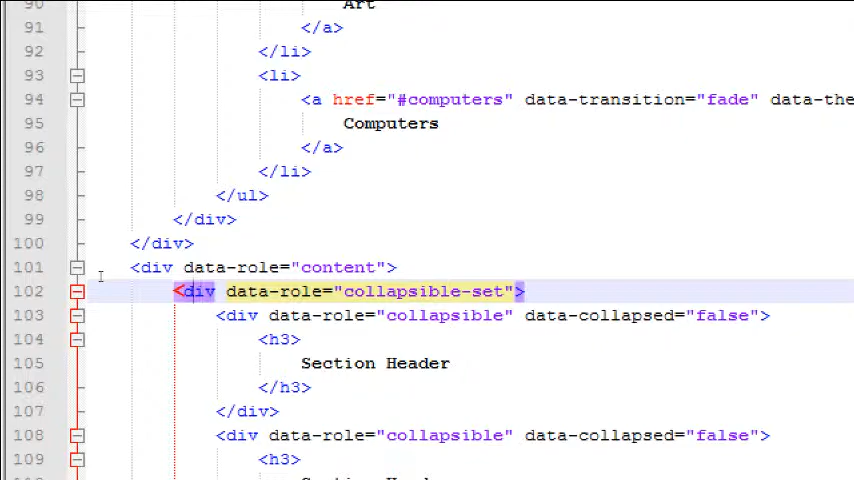 90 Art
91 </a>
92 </li>
93 <li>
94 <a href="#computers" data-transition="fade" data-the
95 Computers
96 </a>
97 </li>
98 </ul>
99 </div>
100 </div>
101 <div data-role="content">
102 <div data-role="collapsible-set">
103 <div data-role="collapsible" data-collapsed="false">
104 <h3>
105 Section Header
106 </h3>
107 </div>
108 <div data-role="collapsible" data-collapsed="false">
109 <h3>